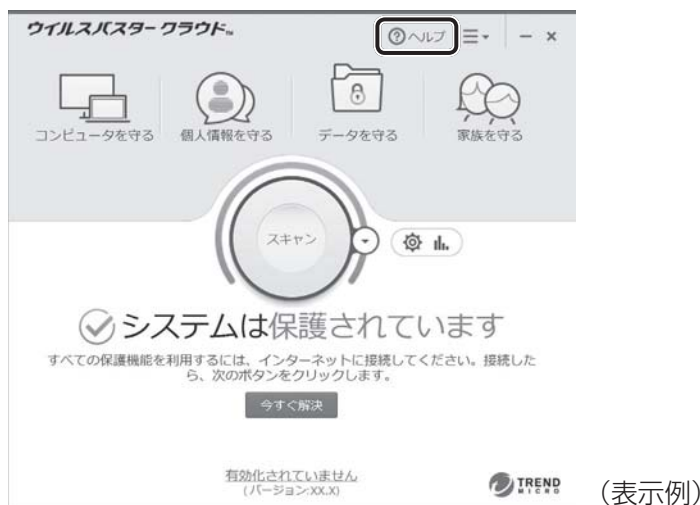 ウイルスバスター クラウド™
?ヘルプ
コンピュータを守る
個人情報を守る
データを守る
家族を守る
スキャン
システムは保護されています
すべての保護機能を利用するには、インターネットに接続してください。接続した
ら、次のボタンをクリックします。
今すぐ解決
有効化されていません
(バージョン:XX.X)
TREND
MICRO
(表示例)